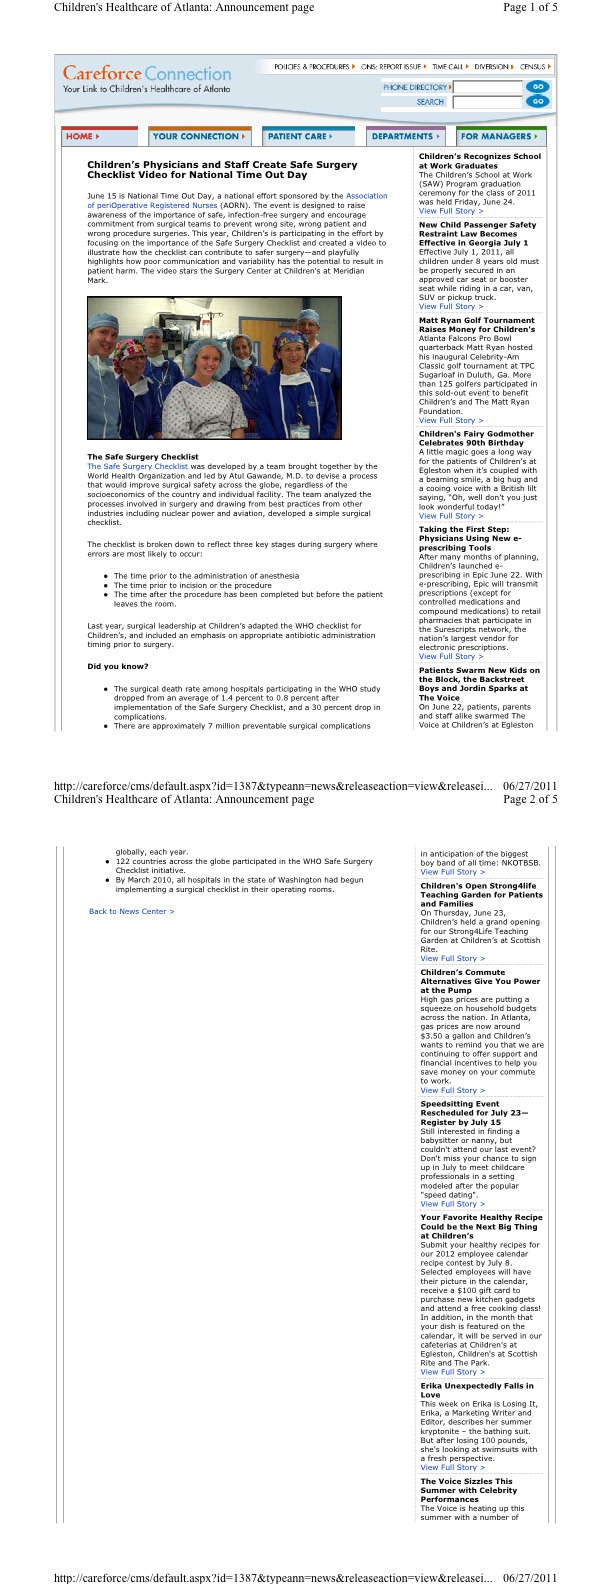 Children's Healthcare of Atlanta: Announcement page
Page 1 of 5
POLICIES & PROCEDURES
ONS: REPORT ISSUE
TIME CALL
DIVERSION
CENSUS
Careforce Connection
Your Link to Children's Healthcare of Atlanta
PHONE DIRECTORY
GO
SEARCH
GO
HOME
YOUR CONNECTION
PATIENT CARE
DEPARTMENTS
FOR MANAGERS
Children’s Physicians and Staff Create Safe Surgery
Checklist Video for National Time Out Day
June 15 is National Time Out Day, a national effort sponsored by the Association
of periOperative Registered Nurses (AORN). The event is designed to raise
awareness of the importance of safe, infection-free surgery and encourage
commitment from surgical teams to prevent wrong site, wrong patient and
wrong procedure surgeries. This year, Children’s is participating in the effort by
focusing on the importance of the Safe Surgery Checklist and created a video to
illustrate how the checklist can contribute to safer surgery—and playfully
highlights how poor communication and variability has the potential to result in
patient harm. The video stars the Surgery Center at Children’s at Meridian
Mark.
The Safe Surgery Checklist
The Safe Surgery Checklist was developed by a team brought together by the
World Health Organization and led by Atul Gawande, M.D. to devise a process
that would improve surgical safety across the globe, regardless of the
socioeconomics of the country and individual facility. The team analyzed the
processes involved in surgery and drawing from best practices from other
industries including nuclear power and aviation, developed a simple surgical
checklist.
The checklist is broken down to reflect three key stages during surgery where
errors are most likely to occur:
• The time prior to the administration of anesthesia
• The time prior to incision or the procedure
• The time after the procedure has been completed but before the patient
leaves the room.
Last year, surgical leadership at Children’s adapted the WHO checklist for
Children’s, and included an emphasis on appropriate antibiotic administration
timing prior to surgery.
Did you know?
• The surgical death rate among hospitals participating in the WHO study
dropped from an average of 1.4 percent to 0.8 percent after
implementation of the Safe Surgery Checklist, and a 30 percent drop in
complications.
• There are approximately 7 million preventable surgical complications
Children’s Recognizes School
at Work Graduates
The Children’s School at Work
(SAW) Program graduation
ceremony for the class of 2011
was held Friday, June 24.
View Full Story >
New Child Passenger Safety
Restraint Law Becomes
Effective in Georgia July 1
Effective July 1, 2011, all
children under 8 years old must
be properly secured in an
approved car seat or booster
seat while riding in a car, van,
SUV or pickup truck.
View Full Story >
Matt Ryan Golf Tournament
Raises Money for Children's
Atlanta Falcons Pro Bowl
quarterback Matt Ryan hosted
his inaugural Celebrity-Am
Classic golf tournament at TPC
Sugarloaf in Duluth, Ga. More
than 125 golfers participated in
this sold-out event to benefit
Children’s and The Matt Ryan
Foundation.
View Full Story >
Children's Fairy Godmother
Celebrates 90th Birthday
A little magic goes a long way
for the patients of Children’s at
Egleston when it’s coupled with
a beaming smile, a big hug and
a cooing voice with a British lilt
saying, “Oh, well don’t you just
look wonderful today!”
View Full Story >
Taking the First Step:
Physicians Using New e-
prescribing Tools
After many months of planning,
Children’s launched e-
prescribing in Epic June 22. With
e-prescribing, Epic will transmit
prescriptions (except for
controlled medications and
compound medications) to retail
pharmacies that participate in
the Surescripts network, the
nation’s largest vendor for
electronic prescriptions.
View Full Story >
Patients Swarm New Kids on
the Block, the Backstreet
Boys and Jordin Sparks at
The Voice
On June 22, patients, parents
and staff alike swarmed The
Voice at Children’s at Egleston
http://careforce/cms/default.aspx?id=1387&typeann=news&releaseaction=view&releasei...
06/27/2011
Children's Healthcare of Atlanta: Announcement page
Page 2 of 5
globally, each year.
• 122 countries across the globe participated in the WHO Safe Surgery
Checklist initiative.
• By March 2010, all hospitals in the state of Washington had begun
implementing a surgical checklist in their operating rooms.
Back to News Center >
in anticipation of the biggest
boy band of all time: NKOTBSB.
View Full Story >
Children's Open Strong4life
Teaching Garden for Patients
and Families
On Thursday, June 23,
Children’s held a grand opening
for our Strong4Life Teaching
Garden at Children’s at Scottish
Rite.
View Full Story >
Children’s Commute
Alternatives Give You Power
at the Pump
High gas prices are putting a
squeeze on household budgets
across the nation. In Atlanta,
gas prices are now around
$3.50 a gallon and Children’s
wants to remind you that we are
continuing to offer support and
financial incentives to help you
save money on your commute
to work.
View Full Story >
Speedsitting Event
Rescheduled for July 23—
Register by July 15
Still interested in finding a
babysitter or nanny, but
couldn't attend our last event?
Don’t miss your chance to sign
up in July to meet childcare
professionals in a setting
modeled after the popular
"speed dating".
View Full Story >
Your Favorite Healthy Recipe
Could be the Next Big Thing
at Children’s
Submit your healthy recipes for
our 2012 employee calendar
recipe contest by July 8.
Selected employees will have
their picture in the calendar,
receive a $100 gift card to
purchase new kitchen gadgets
and attend a free cooking class!
In addition, in the month that
your dish is featured on the
calendar, it will be served in our
cafeterias at Children's at
Egleston, Children's at Scottish
Rite and The Park.
View Full Story >
Erika Unexpectedly Falls in
Love
This week on Erika is Losing It,
Erika, a Marketing Writer and
Editor, describes her summer
kryptonite – the bathing suit.
But after losing 100 pounds,
she's looking at swimsuits with
a fresh perspective.
View Full Story >
The Voice Sizzles This
Summer with Celebrity
Performances
The Voice is heating up this
summer with a number of
http://careforce/cms/default.aspx?id=1387&typeann=news&releaseaction=view&releasei...
06/27/2011